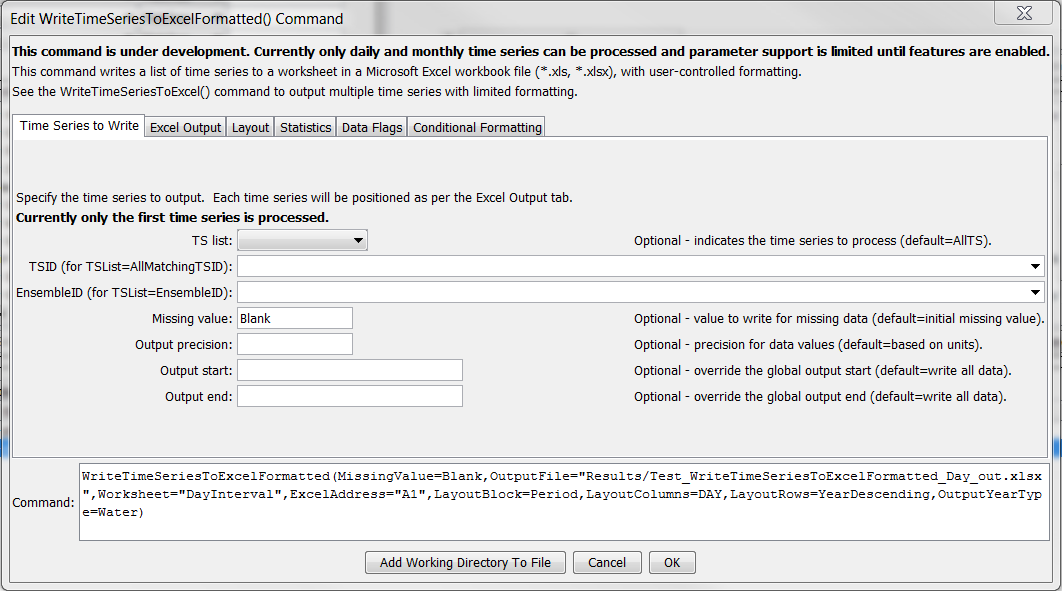 Edit WriteTimeSeriesToExcelFormatted() Command
This command is under development. Currently only daily and monthly time series can be processed and parameter support is limited until features are enabled.
This command writes a list of time series to a worksheet in a Microsoft Excel workbook file (*.xls, *.xlsx), with user-controlled formatting.
See the WriteTimeSeriesToExcel() command to output multiple time series with limited formatting.
Time Series to Write Excel Output Layout Statistics Data Flags Conditional Formatting
Specify the time series to output.  Each time series will be positioned as per the Excel Output tab.
Currently only the first time series is processed.
TS list: Optional - indicates the time series to process (default=AllTS).
TSID (for TSList=AllMatchingTSID):
EnsembleID (for TSList=EnsembleID):
Missing value: Blank Optional - value to write for missing data (default=initial missing value).
Output precision: Optional - precision for data values (default=based on units).
Output start: Optional - override the global output start (default=write all data).
Output end: Optional - override the global output end (default=write all data).
WriteTimeSeriesToExcelFormatted(MissingValue=Blank,OutputFile="Results/Test_WriteTimeSeriesToExcelFormatted_Day_out.xlsx
Command: ",Worksheet="DayInterval",ExcelAddress="A1",LayoutBlock=Period,LayoutColumns=DAY,LayoutRows=YearDescending,OutputYearTyp
e=Water)
Add Working Directory To File Cancel OK